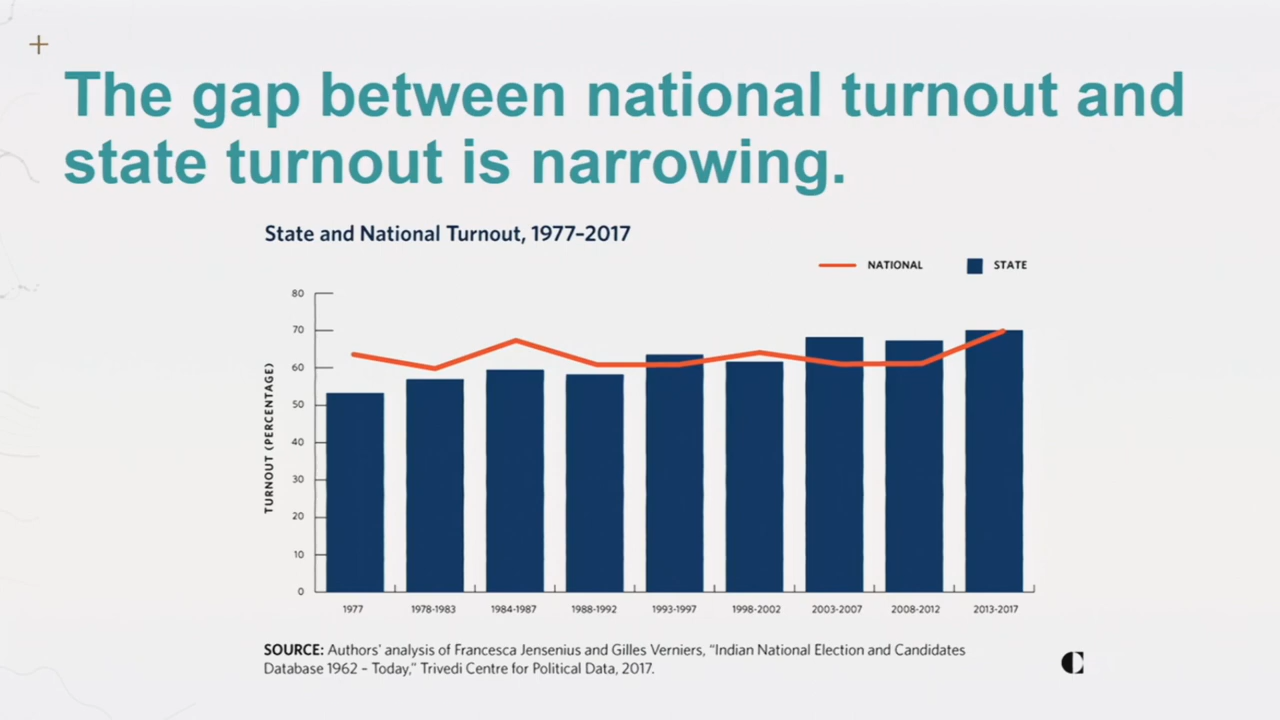 The gap between national turnout and
state turnout is narrowing.
State and National Turnout, 1977–2017
NATIONAL
STATE
TURNOUT (PERCENTAGE)
80
70
60
50
40
30
20
10
0
1977
1978-1983
1984-1987
1988-1992
1993-1997
1998-2002
2003-2007
2008-2012
2013-2017
SOURCE: Authors' analysis of Francesca Jensenius and Gilles Verniers, "Indian National Election and Candidates
Database 1962 – Today," Trivedi Centre for Political Data, 2017.